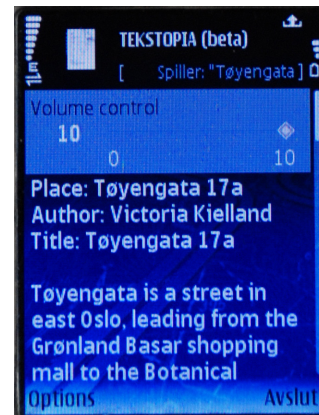 TEKSTOPIA (beta)
[ Spiller: "Tøyengata ]
Volume control
10
0 10
Place: Tøyengata 17a
Author: Victoria Kielland
Title: Tøyengata 17a
Tøyengata is a street in
east Oslo, leading from the
Grønland Basar shopping
mall to the Botanical
Options Avslut